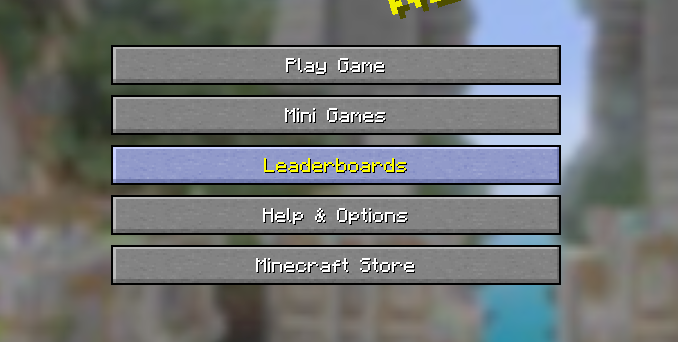 Play Game
Mini Games
Leaderboards
Help & Options
Minecraft Store